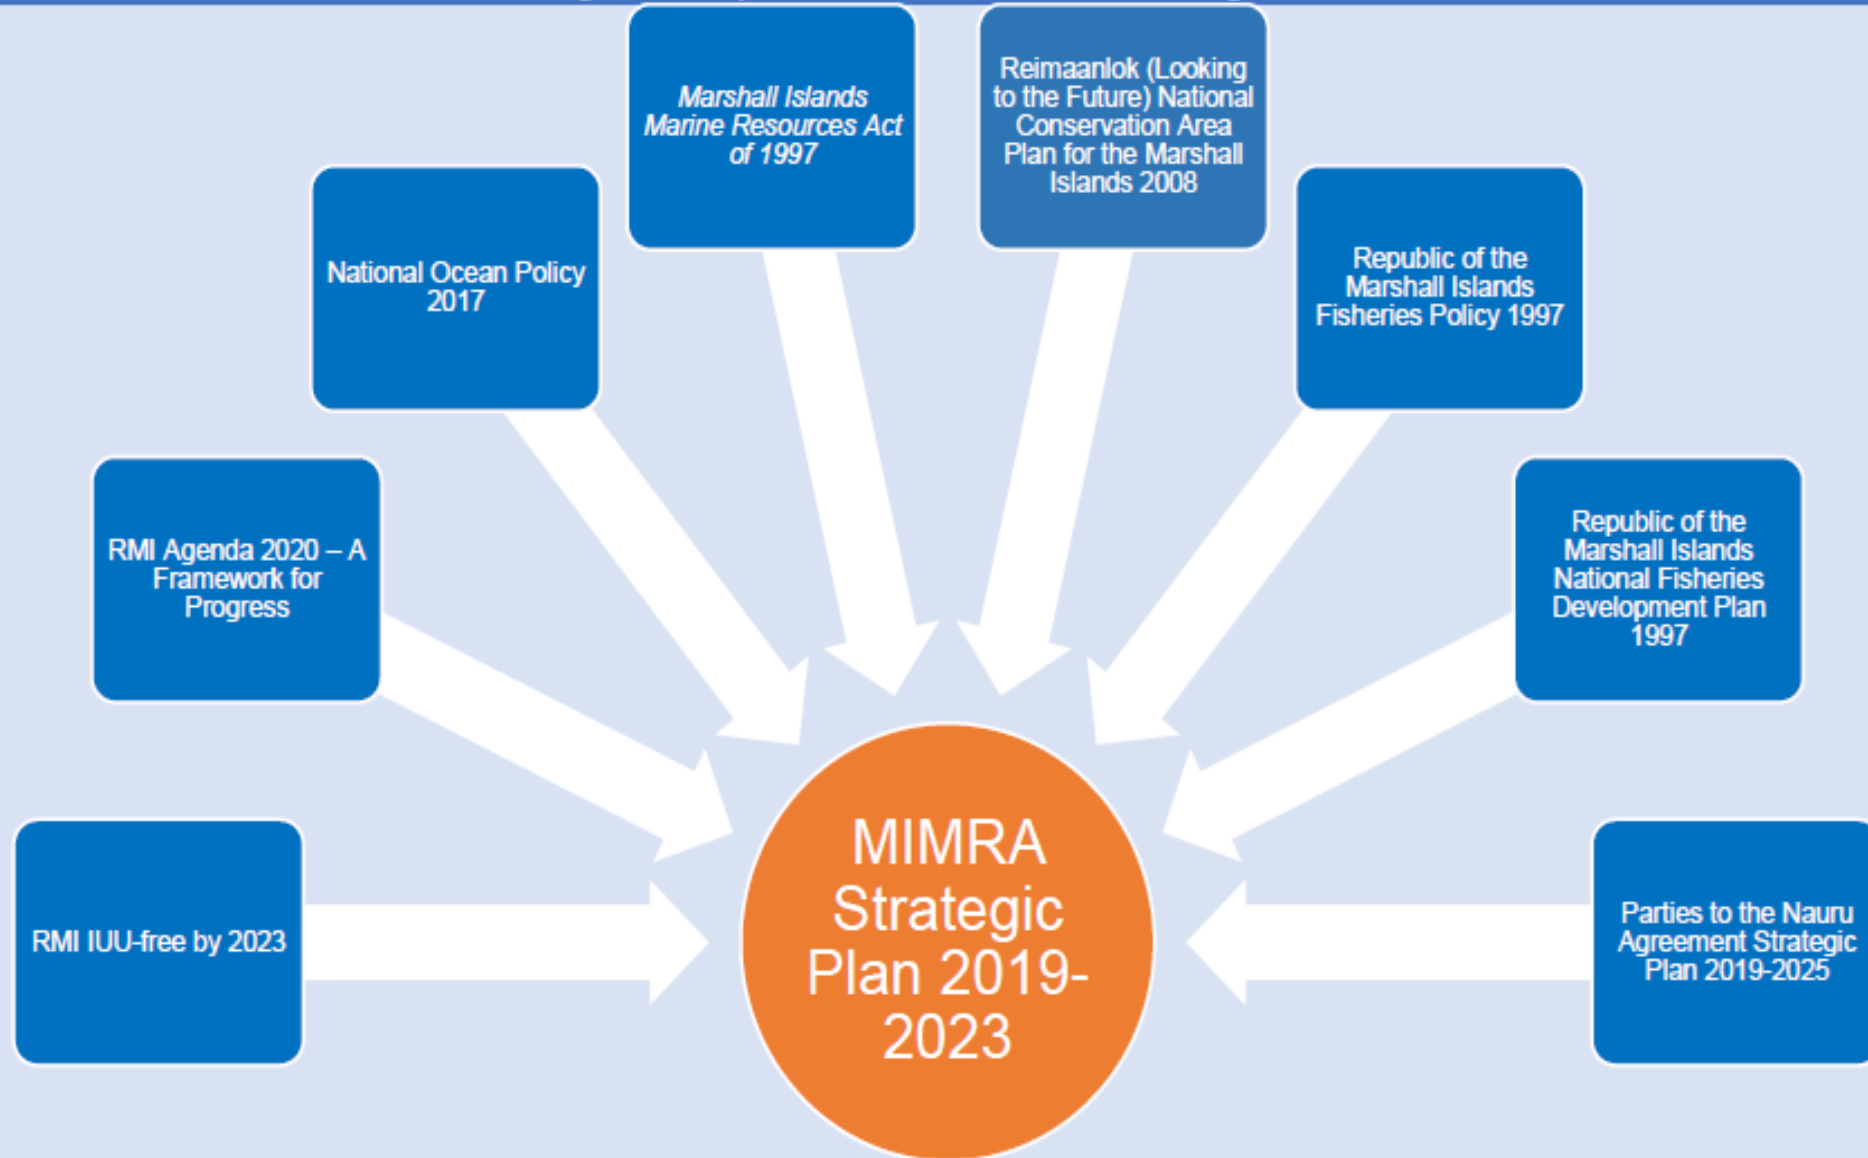 Marshall Islands
Marine Resources Act
of 1997
Reimaanlok (Looking
to the Future) National
Conservation Area
Plan for the Marshall
Islands 2008
National Ocean Policy
2017
Republic of the
Marshall Islands
Fisheries Policy 1997
RMI Agenda 2020 – A
Framework for
Progress
Republic of the
Marshall Islands
National Fisheries
Development Plan
1997
RMI IUU-free by 2023
MIMRA
Strategic
Plan 2019-
2023
Parties to the Nauru
Agreement Strategic
Plan 2019-2025